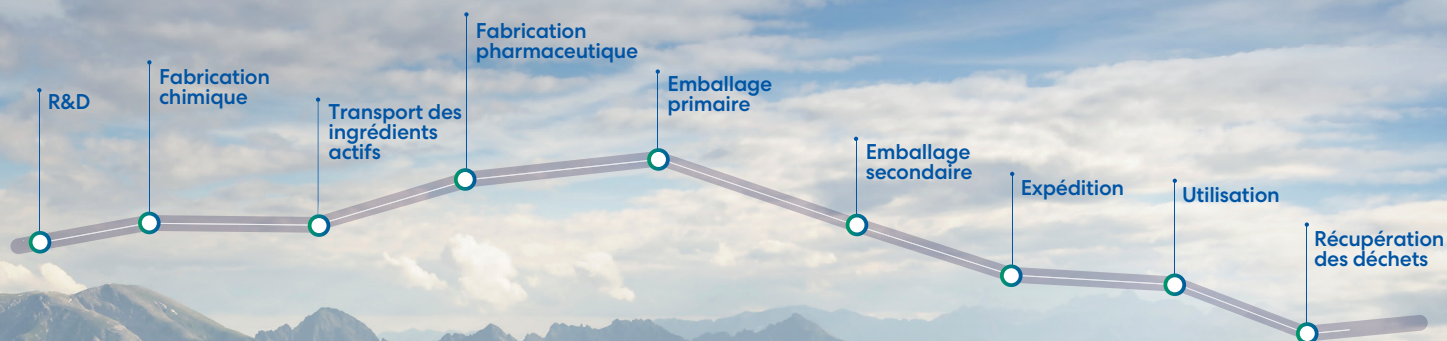 R&D
Fabrication
chimique
Transport des
ingrédients
actifs
Fabrication
pharmaceutique
Emballage
primaire
Emballage
secondaire
Expédition
Utilisation
Récupération
des déchets